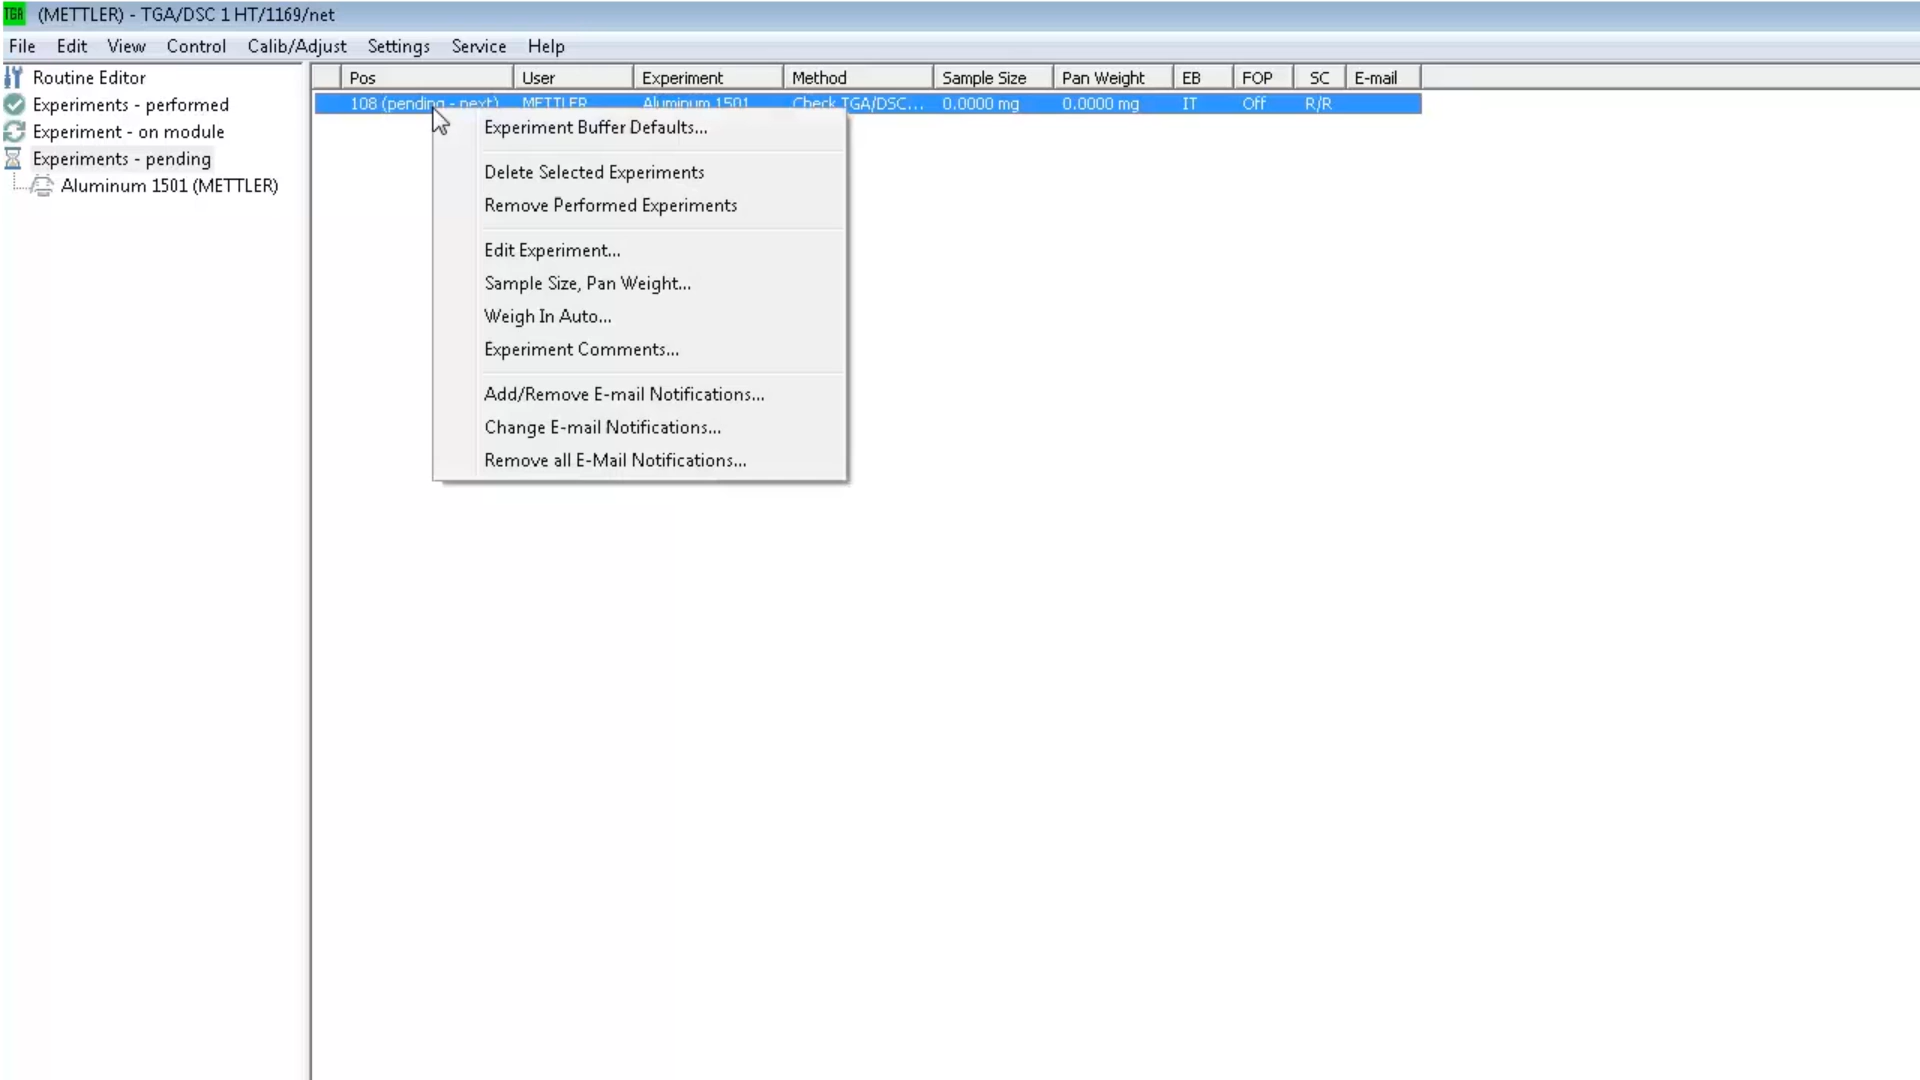 TGA (METTLER) - TGA/DSC 1 HT/1169/net
File Edit View Control Calib/Adjust Settings Service Help
Routine Editor
Experiments - performed
Experiment - on module
Experiments - pending
Aluminum 1501 (METTLER)
Pos User Experiment Method Sample Size Pan Weight EB FOP SC E-mail
108 (pending - next) METTLER Aluminum 1501 Check TGA/DSC... 0.0000 mg 0.0000 mg IT Off R/R
Experiment Buffer Defaults...
Delete Selected Experiments
Remove Performed Experiments
Edit Experiment...
Sample Size, Pan Weight...
Weigh In Auto...
Experiment Comments...
Add/Remove E-mail Notifications...
Change E-mail Notifications...
Remove all E-Mail Notifications...